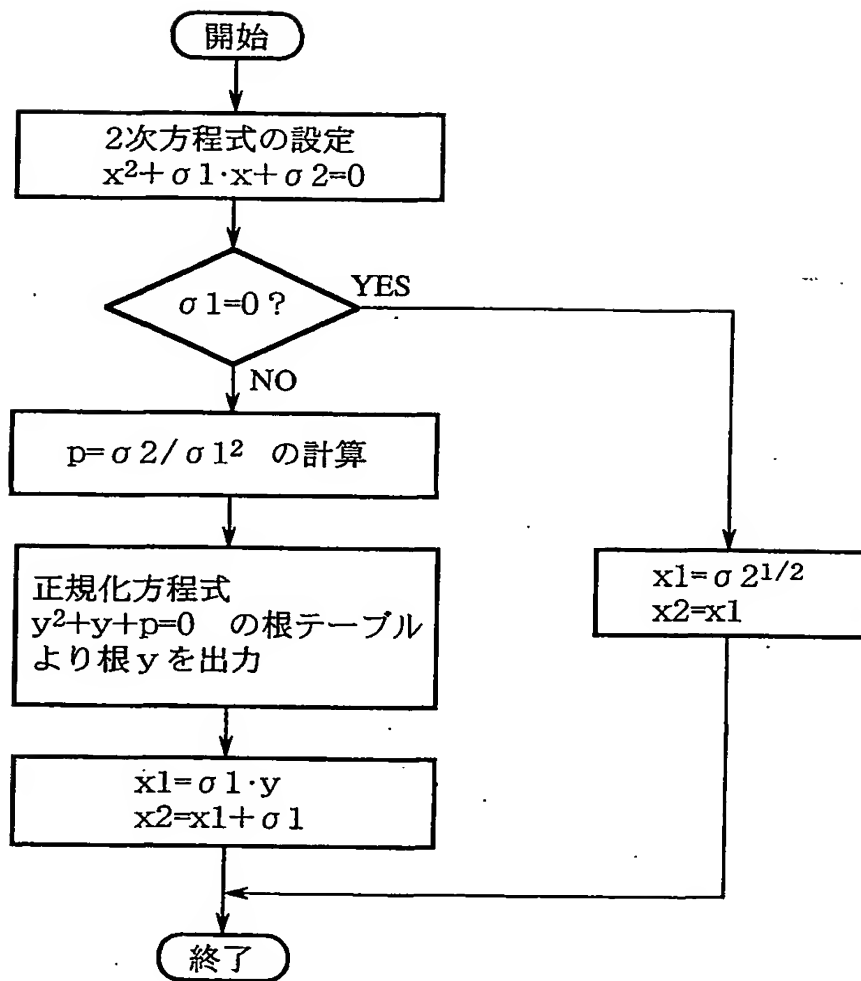 開始
2次方程式の設定
x²+σ1·x+σ2=0
σ1=0?
YES
NO
p=σ2/σ1² の計算
正規化方程式
y²+y+p=0 の根テーブル
より根yを出力
x1=σ2^{1/2}
x2=x1
x1=σ1·y
x2=x1+σ1
終了